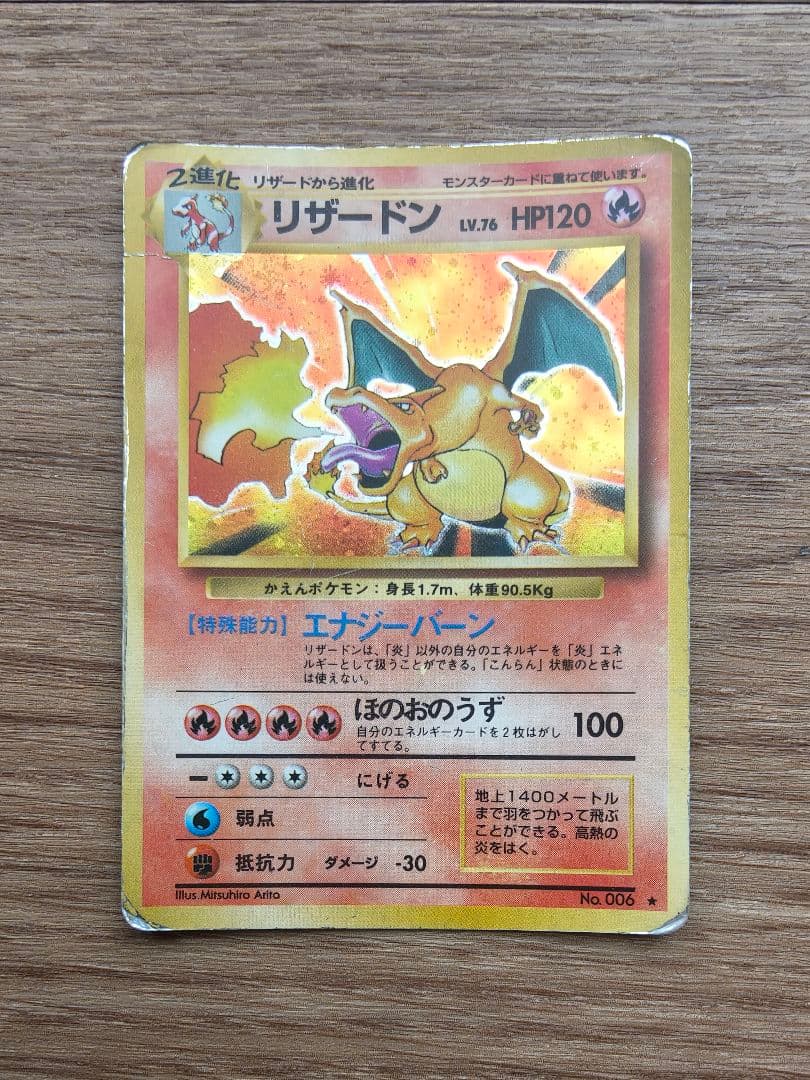 2進化 リザードから進化 モンスターカードに重ねて使います。
リザードン LV.76 HP120
かえんポケモン：身長1.7m、体重90.5Kg
【特殊能力】エナジーバーン
リザードンは、「炎」以外の自分のエネルギーを「炎」エネ
ルギーとして扱うことができる。「こんらん」状態のときに
は使えない。
ほのおのうず 100
自分のエネルギーカードを2枚はがし
てすてる。
ー にげる
弱点
抵抗力 ダメージ -30
地上1400メートル
まで羽をつかって飛ぶ
ことができる。高熱の
炎をはく。
Illus. Mitsuhiro Arita No. 006 ★